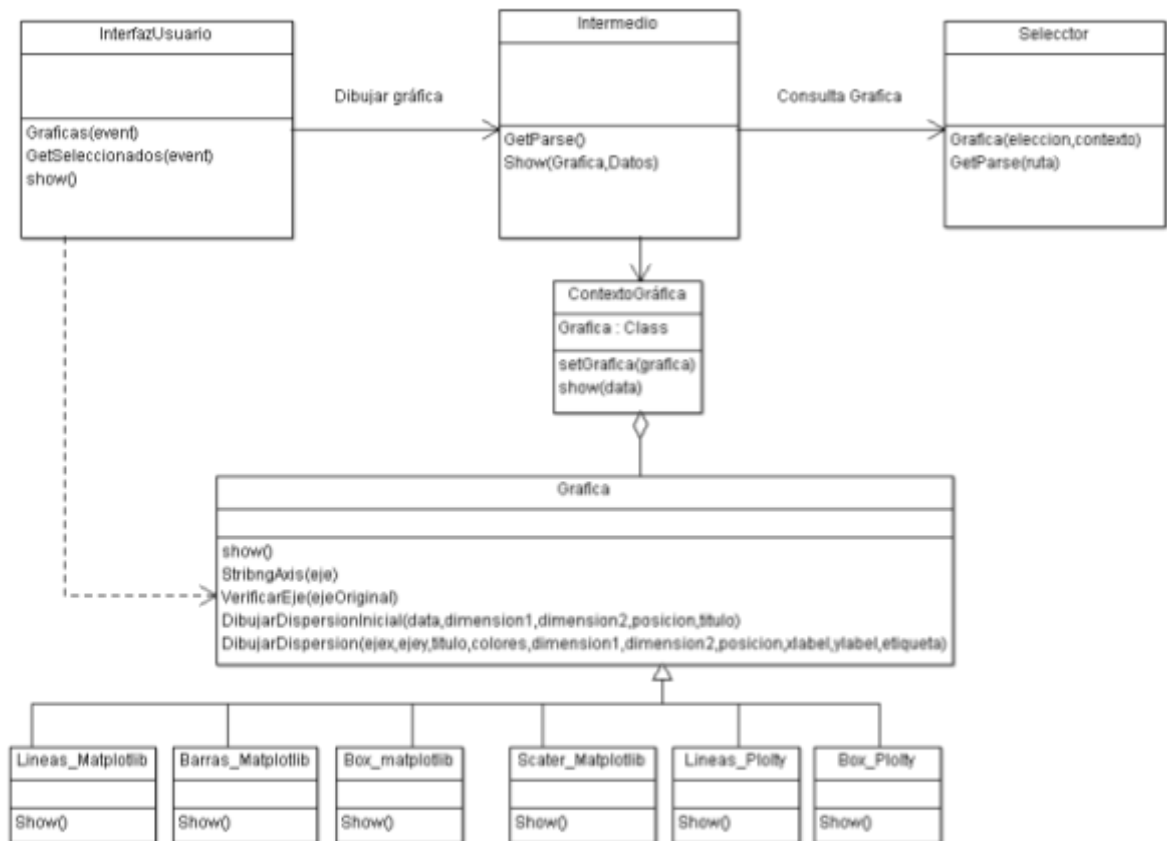 InterfazUsuario
Graficas(event)
GetSeleccionados(event)
show()
Dibujar gráfica
Intermedio
GetParse()
Show(Grafica,Datos)
Consulta Grafica
Selecctor
Grafica(eleccion,contexto)
GetParse(ruta)
ContextoGráfica
Grafica : Class
setGrafica(grafica)
show(data)
Grafica
show()
StribngAxis(eje)
VerificarEje(ejeOriginal)
DibujarDispersionInicial(data,dimension1,dimension2,posicion,titulo)
DibujarDispersion(ejex,ejey,titulo,colores,dimension1,dimension2,posicion,xlabel,ylabel,etiqueta)
Lineas_Matplotlib
Show()
Barras_Matplotlib
Show()
Box_matplotlib
Show()
Scater_Matplotlib
Show()
Lineas_Plolty
Show()
Box_Plolty
Show()